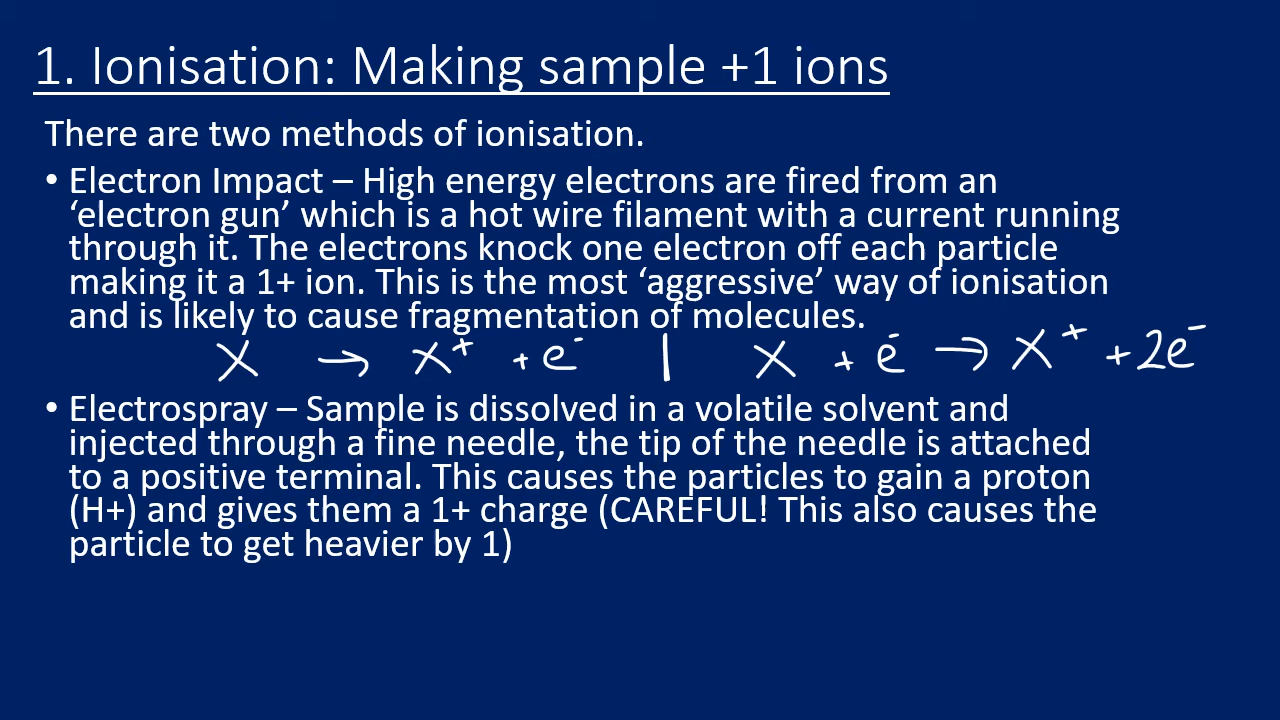 1. Ionisation: Making sample +1 ions
There are two methods of ionisation.
• Electron Impact – High energy electrons are fired from an
‘electron gun’ which is a hot wire filament with a current running
through it. The electrons knock one electron off each particle
making it a 1+ ion. This is the most ‘aggressive’ way of ionisation
and is likely to cause fragmentation of molecules.
X → X⁺ + e⁻ | X + e⁻ → X⁺ + 2e⁻
• Electrospray – Sample is dissolved in a volatile solvent and
injected through a fine needle, the tip of the needle is attached
to a positive terminal. This causes the particles to gain a proton
(H+) and gives them a 1+ charge (CAREFUL! This also causes the
particle to get heavier by 1)